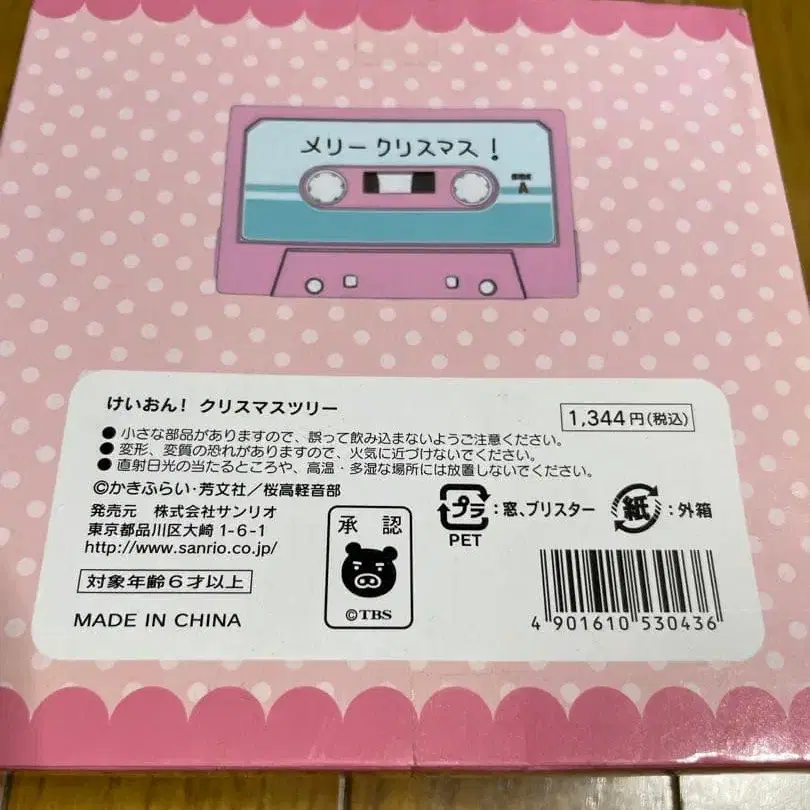 メリークリスマス!
A
けいおん! クリスマスツリー
1,344円(税込)
●小さな部品がありますので、誤って飲み込まないようご注意ください。
●変形、変質の恐れがありますので、火気に近づけないでください。
●直射日光の当たるところや、高温・多湿な場所には放置しないでください。
©かきふらい・芳文社/桜高軽音部
発売元 株式会社サンリオ
東京都品川区大崎 1-6-1
http://www.sanrio.co.jp/
対象年齢6才以上
MADE IN CHINA
承認
©TBS
プラ:窓、ブリスター
PET
紙:外箱
4 901610 530436